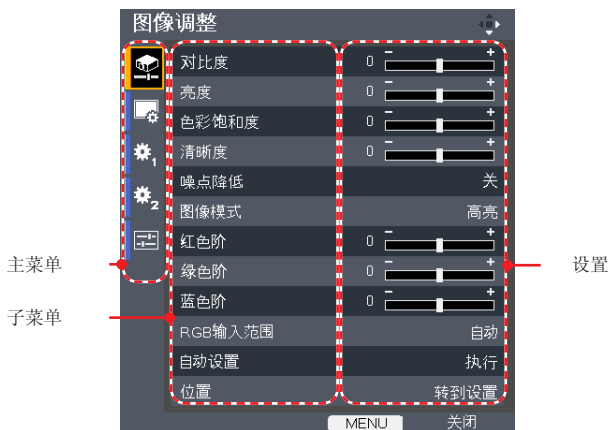 图像调整
对比度 0 - +
亮度 0 - +
色彩饱和度 0 - +
清晰度 0 - +
噪点降低 关
图像模式 高亮
红色阶 0 - +
绿色阶 0 - +
蓝色阶 0 - +
RGB输入范围 自动
自动设置 执行
位置 转到设置
MENU 关闭
1
2
主菜单
子菜单
设置